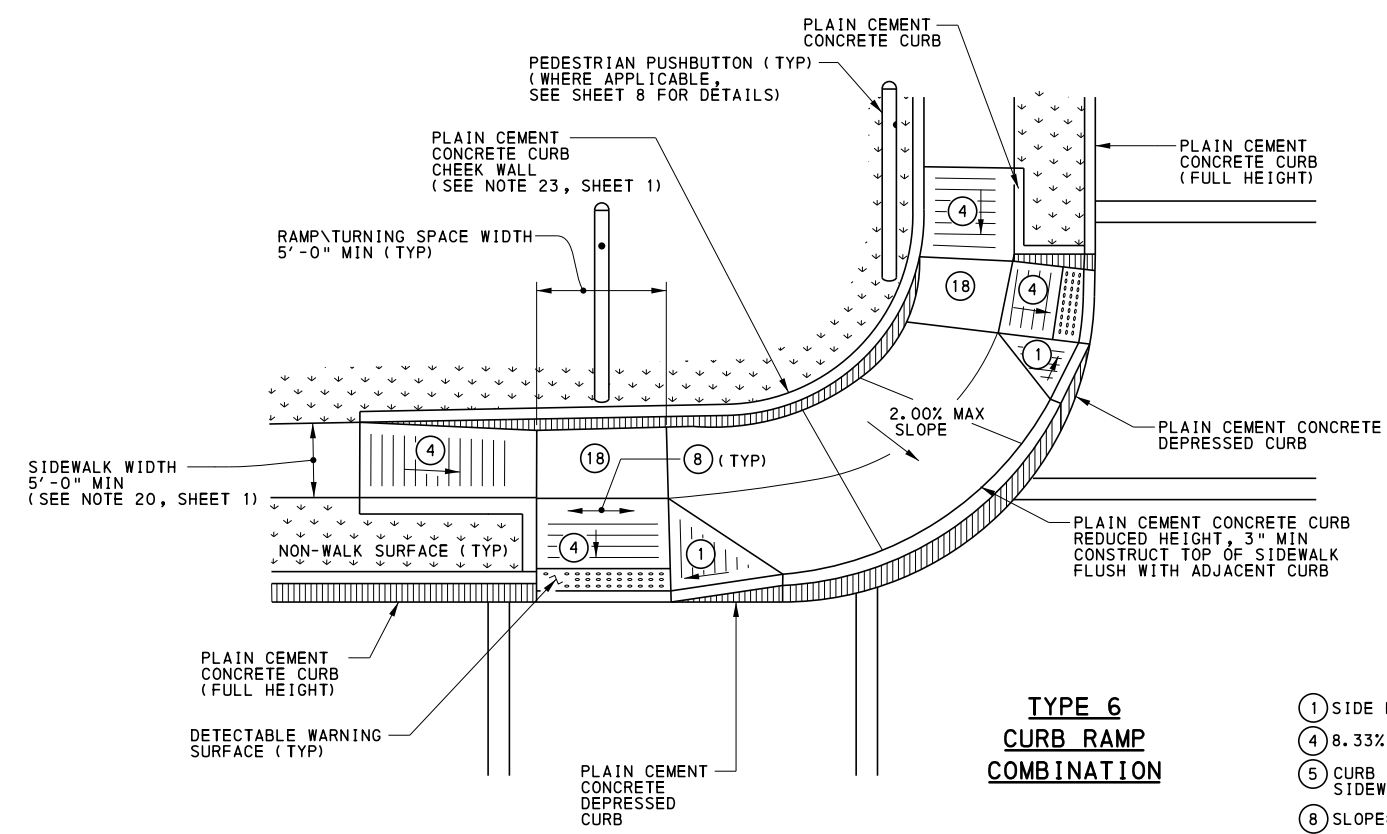 PLAIN CEMENT
CONCRETE CURB
PEDESTRIAN PUSHBUTTON (TYP)
(WHERE APPLICABLE,
SEE SHEET 8 FOR DETAILS)
PLAIN CEMENT
CONCRETE CURB
CHEEK WALL
(SEE NOTE 23, SHEET 1)
PLAIN CEMENT
CONCRETE CURB
(FULL HEIGHT)
RAMP\TURNING SPACE WIDTH
5'-0" MIN (TYP)
4
18
4
1
2.00% MAX
SLOPE
PLAIN CEMENT CONCRETE
DEPRESSED CURB
SIDEWALK WIDTH
5'-0" MIN
(SEE NOTE 20, SHEET 1)
4
18
8 (TYP)
NON-WALK SURFACE (TYP)
4
1
PLAIN CEMENT CONCRETE CURB
REDUCED HEIGHT, 3" MIN
CONSTRUCT TOP OF SIDEWALK
FLUSH WITH ADJACENT CURB
PLAIN CEMENT
CONCRETE CURB
(FULL HEIGHT)
DETECTABLE WARNING
SURFACE (TYP)
PLAIN CEMENT
CONCRETE
DEPRESSED
CURB
TYPE 6
CURB RAMP
COMBINATION
1 SIDE
4 8.33%
5 CURB
8